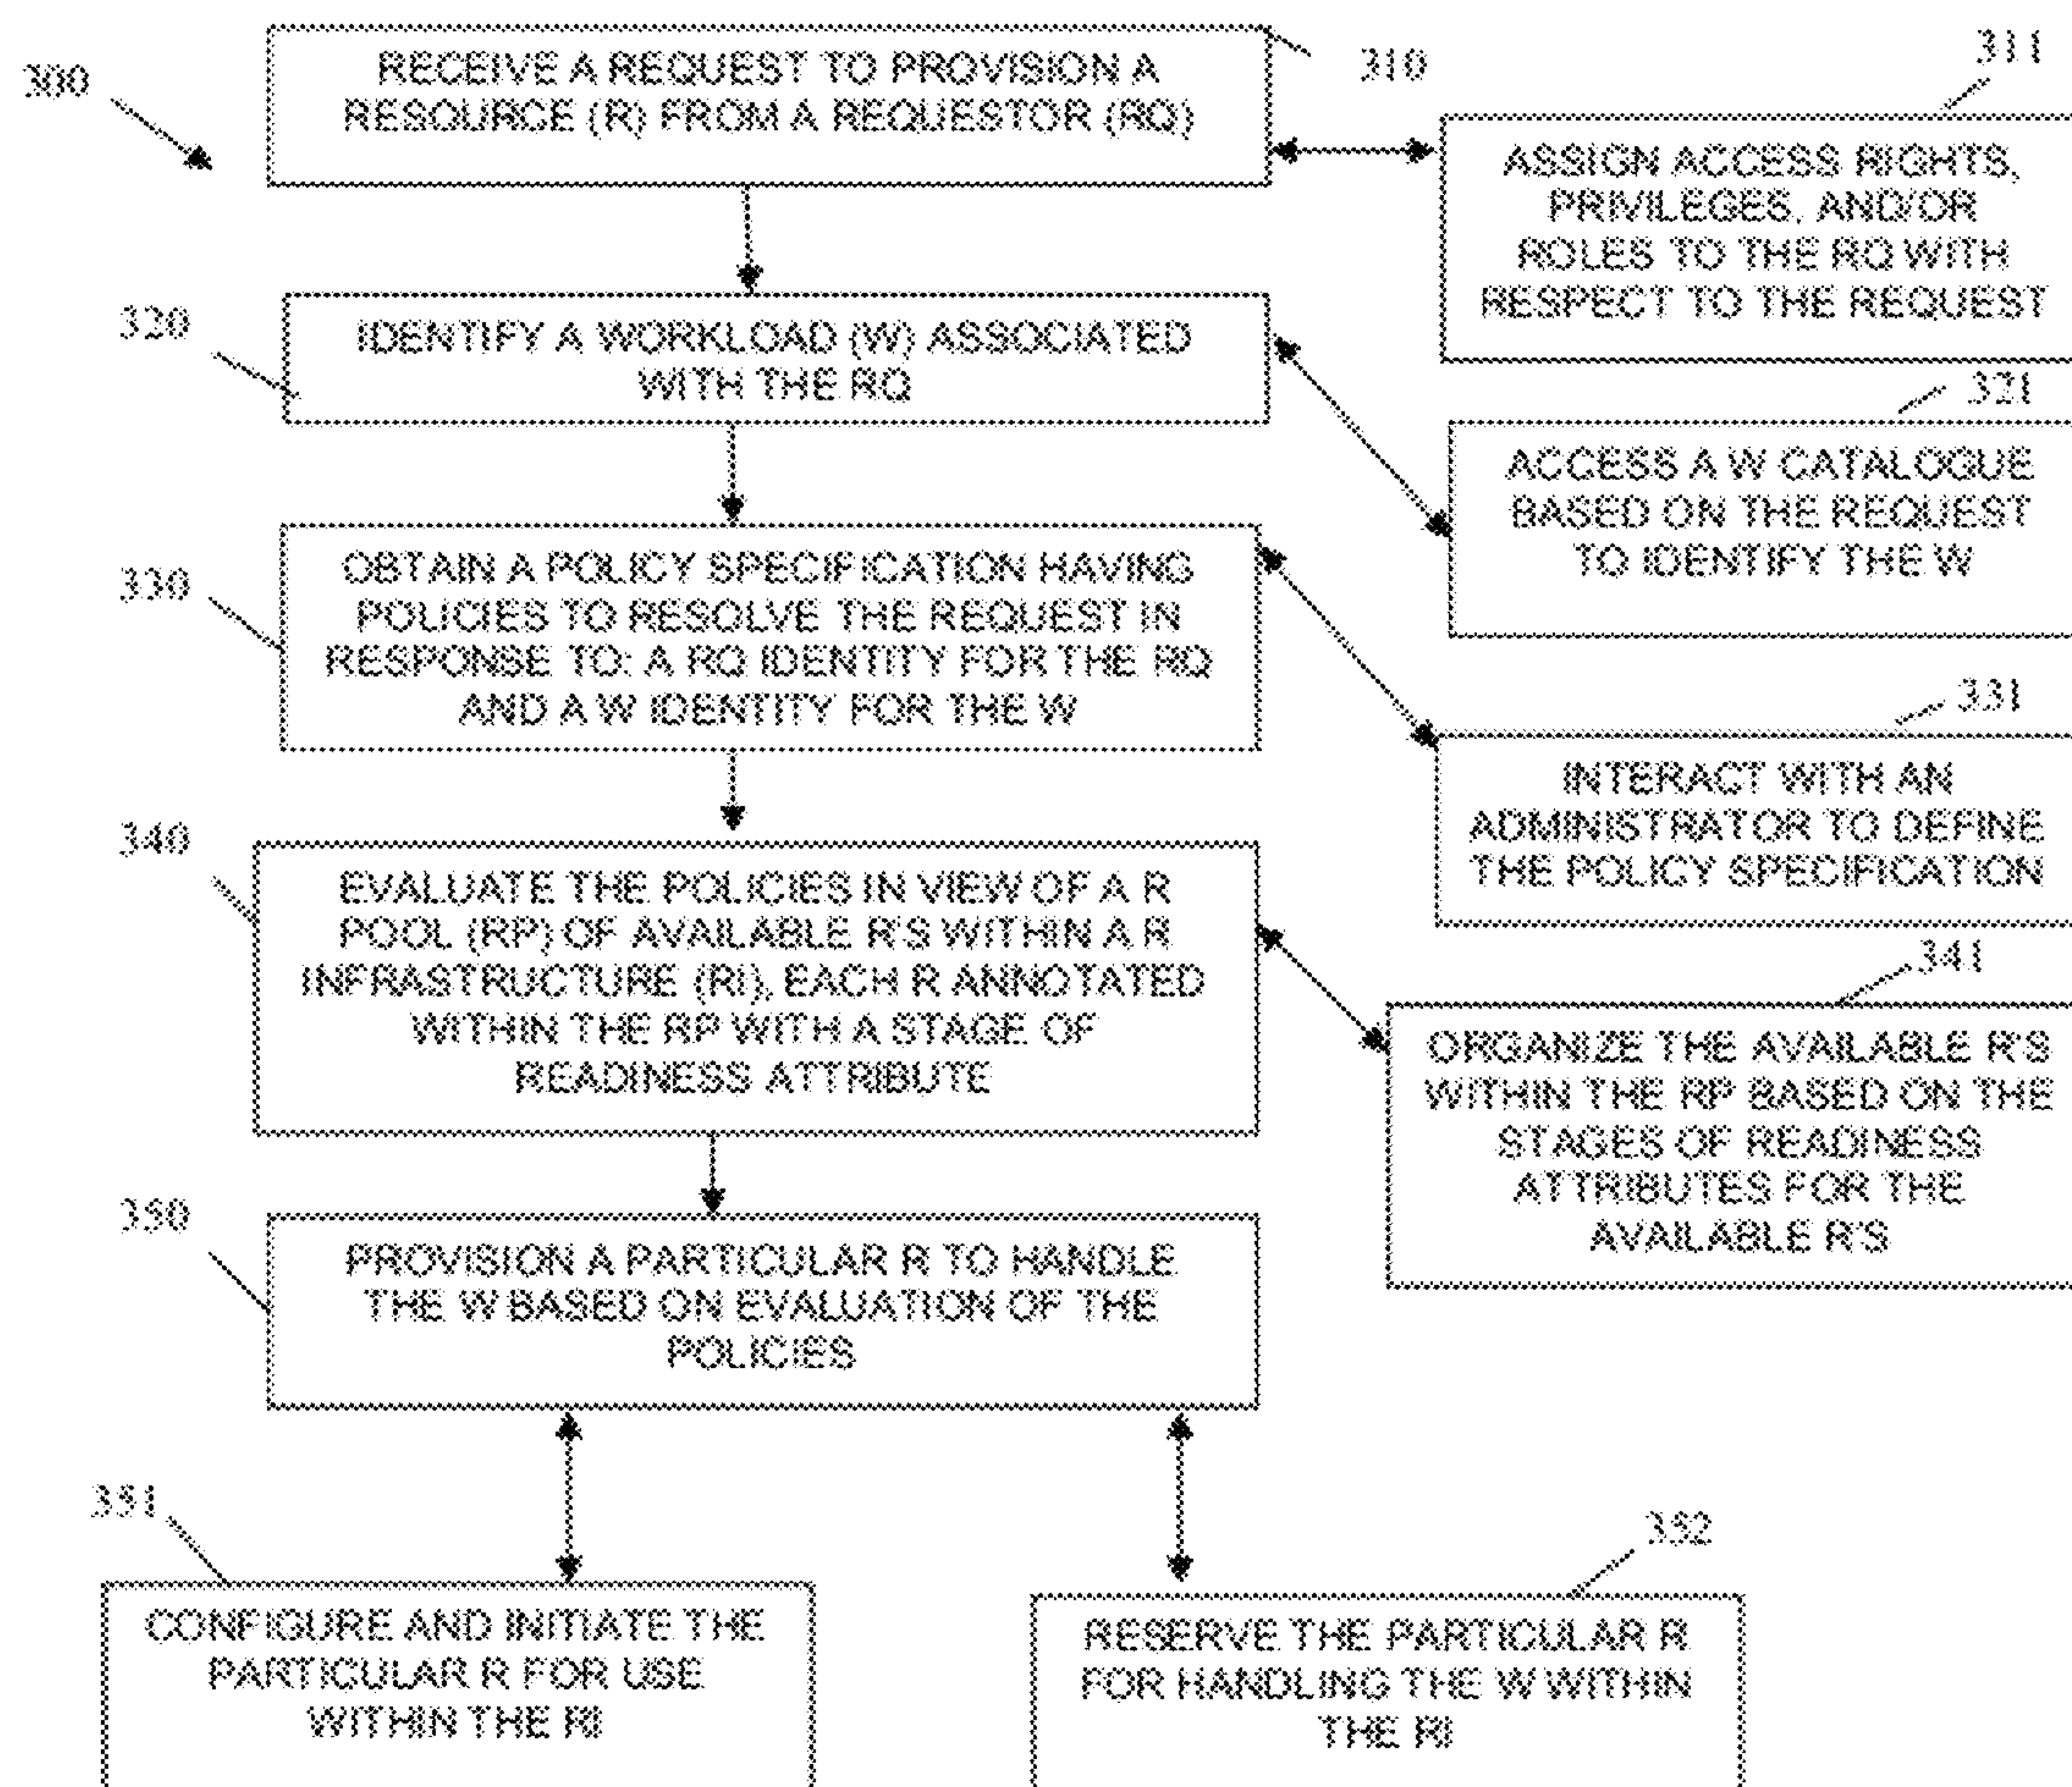 300
310
RECEIVE A REQUEST TO PROVISION A
RESOURCE (R) FROM A REQUESTOR (RQ)
311
ASSIGN ACCESS RIGHTS,
PRIVILEGES, AND/OR
ROLES TO THE RQ WITH
RESPECT TO THE REQUEST
320
IDENTIFY A WORKLOAD (W) ASSOCIATED
WITH THE RQ
321
ACCESS A W CATALOGUE
BASED ON THE REQUEST
TO IDENTIFY THE W
330
OBTAIN A POLICY SPECIFICATION HAVING
POLICIES TO RESOLVE THE REQUEST IN
RESPONSE TO: A RQ IDENTITY FOR THE RQ
AND A W IDENTITY FOR THE W
331
INTERACT WITH AN
ADMINISTRATOR TO DEFINE
THE POLICY SPECIFICATION
340
EVALUATE THE POLICIES IN VIEW OF A R
POOL (RP) OF AVAILABLE R'S WITHIN A R
INFRASTRUCTURE (RI), EACH R ANNOTATED
WITHIN THE RP WITH A STAGE OF
READINESS ATTRIBUTE
341
ORGANIZE THE AVAILABLE R'S
WITHIN THE RP BASED ON THE
STAGES OF READINESS
ATTRIBUTES FOR THE
AVAILABLE R'S
350
PROVISION A PARTICULAR R TO HANDLE
THE W BASED ON EVALUATION OF THE
POLICIES
351
CONFIGURE AND INITIATE THE
PARTICULAR R FOR USE
WITHIN THE RI
352
RESERVE THE PARTICULAR R
FOR HANDLING THE W WITHIN
THE RI